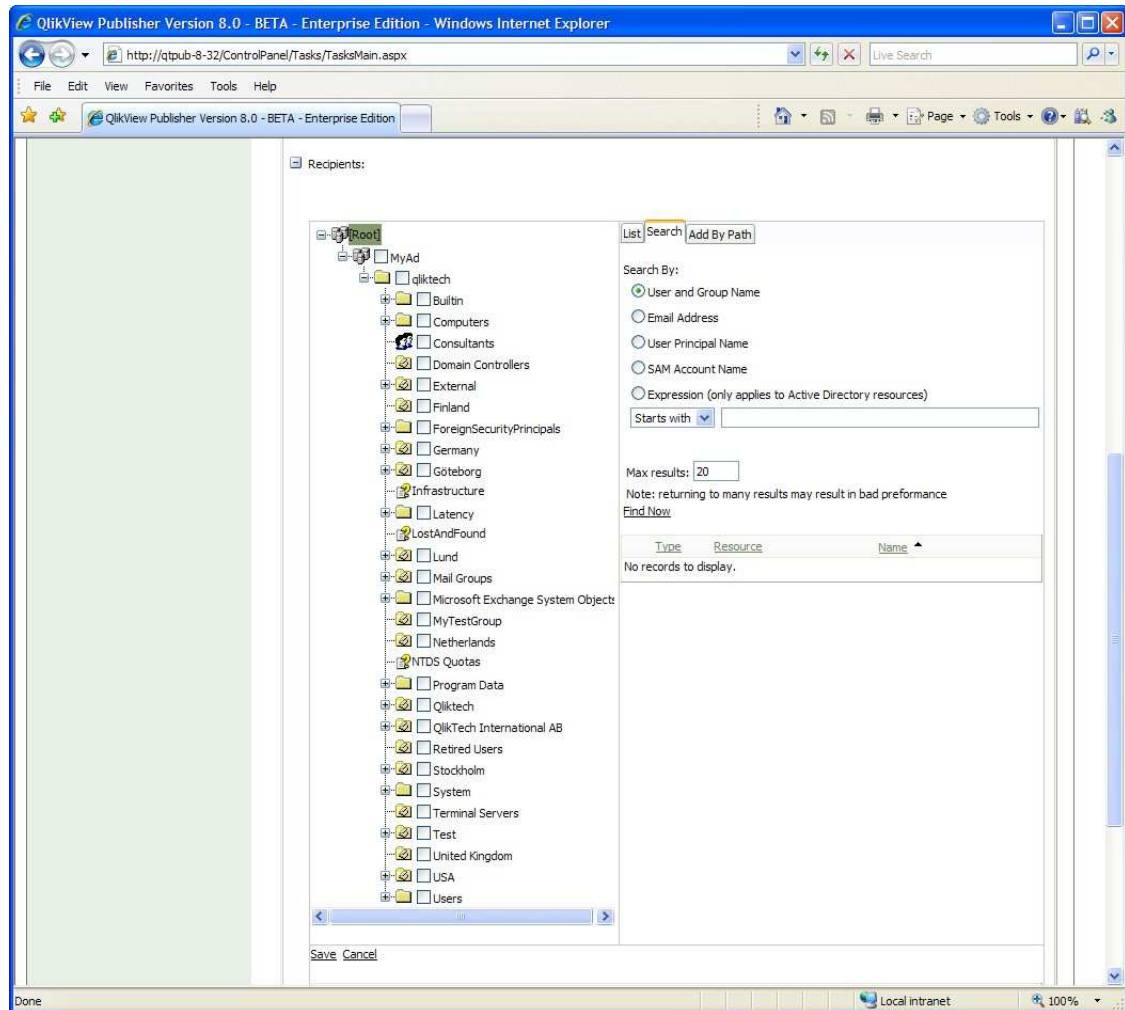 QlikView Publisher Version 8.0 - BETA - Enterprise Edition - Windows Internet Explorer
http://qtpub-8-32/ControlPanel/Tasks/TasksMain.aspx
Live Search
File Edit View Favorites Tools Help
QlikView Publisher Version 8.0 - BETA - Enterprise Edition
Page Tools
Recipients:
[Root]
MyAd
qliktech
Builtin
Computers
Consultants
Domain Controllers
External
Finland
ForeignSecurityPrincipals
Germany
Göteborg
Infrastructure
Latency
LostAndFound
Lund
Mail Groups
Microsoft Exchange System Objects
MyTestGroup
Netherlands
NTDS Quotas
Program Data
Qliktech
QlikTech International AB
Retired Users
Stockholm
System
Terminal Servers
Test
United Kingdom
USA
Users
List Search Add By Path
Search By:
User and Group Name
Email Address
User Principal Name
SAM Account Name
Expression (only applies to Active Directory resources)
Starts with
Max results: 20
Note: returning to many results may result in bad preformance
Find Now
Type Resource Name
No records to display.
Save Cancel
Done Local intranet 100%